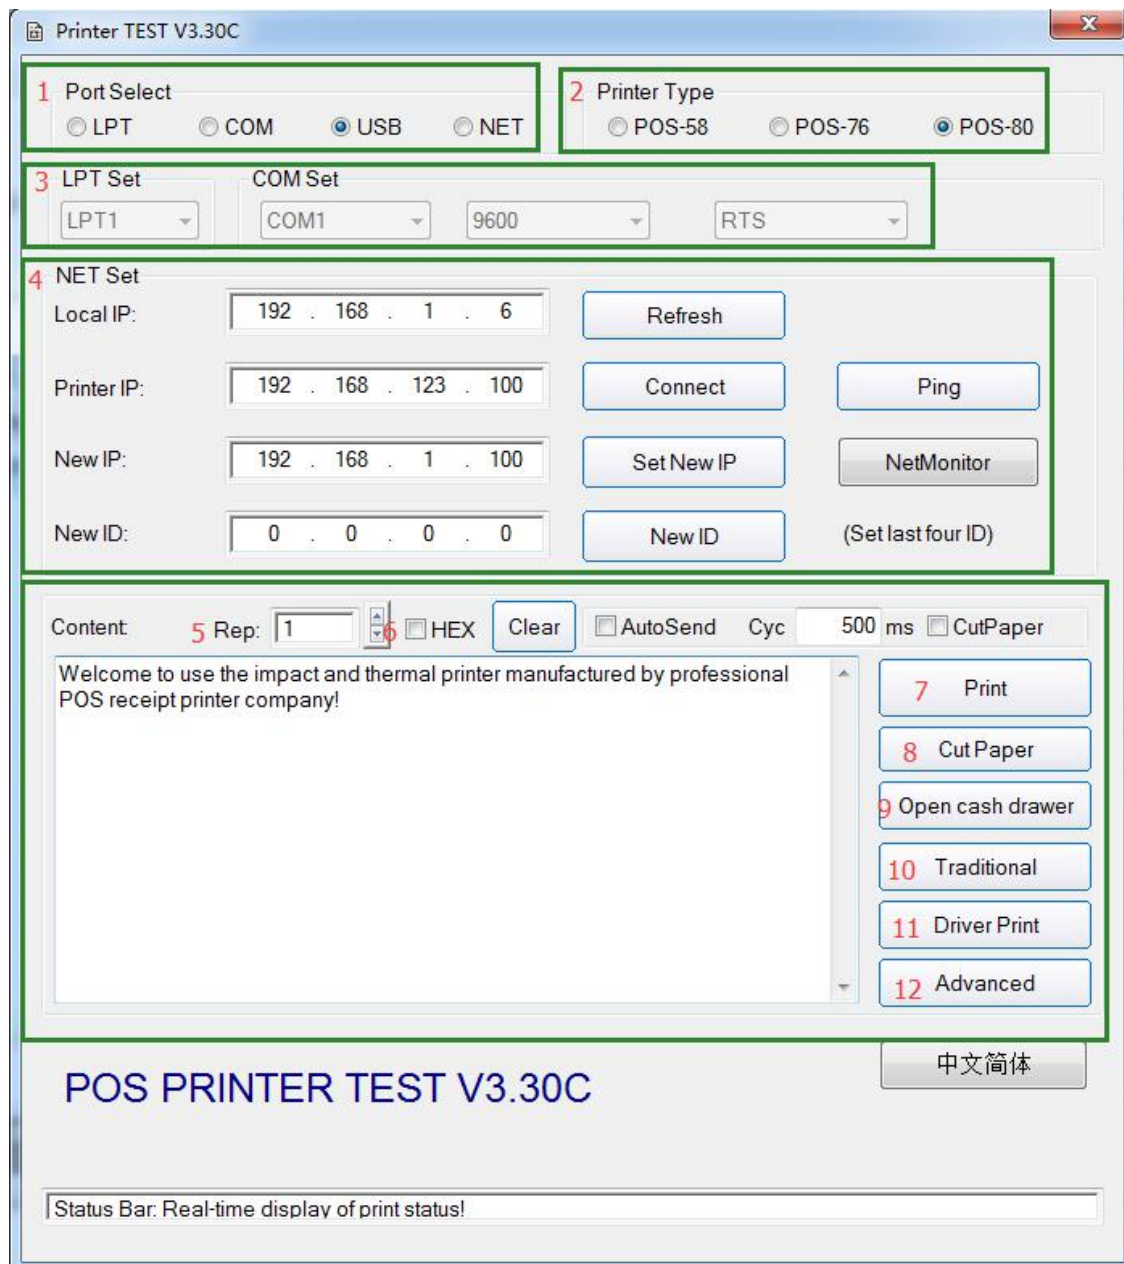 Printer TEST V3.30C
1 Port Select
LPT COM USB NET
2 Printer Type
POS-58 POS-76 POS-80
3 LPT Set COM Set
LPT1 COM1 9600 RTS
4 NET Set
Local IP: 192 . 168 . 1 . 6 Refresh
Printer IP: 192 . 168 . 123 . 100 Connect Ping
New IP: 192 . 168 . 1 . 100 Set New IP NetMonitor
New ID: 0 . 0 . 0 . 0 New ID (Set last four ID)
Content: 5 Rep: 1 6 HEX Clear AutoSend Cyc 500 ms CutPaper
Welcome to use the impact and thermal printer manufactured by professional
POS receipt printer company!
7 Print
8 Cut Paper
9 Open cash drawer
10 Traditional
11 Driver Print
12 Advanced
中文简体
POS PRINTER TEST V3.30C
Status Bar: Real-time display of print status!